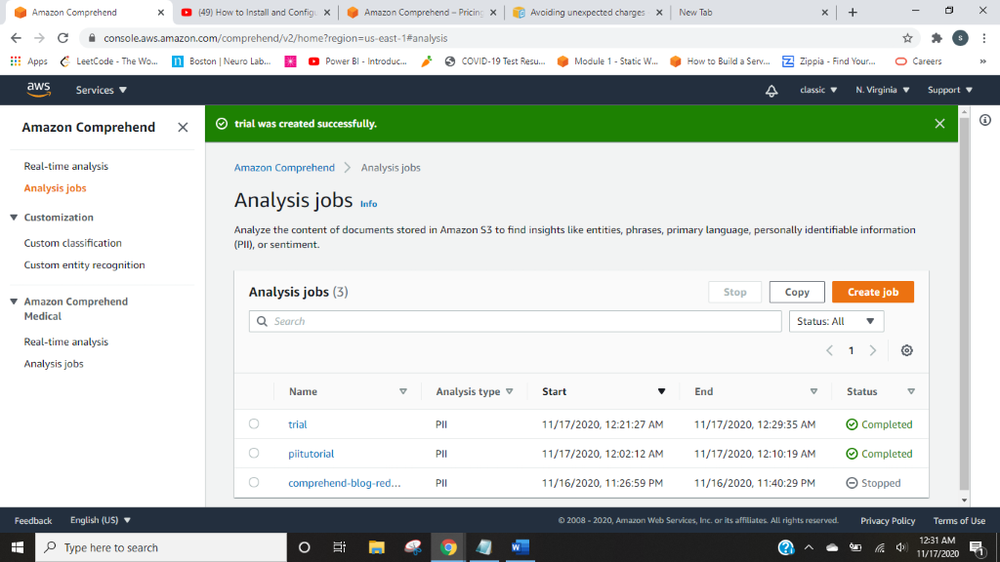 Amazon Comprehend
(49) How to Install and Configu
Amazon Comprehend – Pricing
Avoiding unexpected charges
New Tab
console.aws.amazon.com/comprehend/v2/home?region=us-east-1#analysis
S
Apps
LeetCode - The Wo...
Boston | Neuro Lab...
Power BI - Introduc...
COVID-19 Test Resu...
Module 1 - Static W...
How to Build a Serv...
Zippia - Find Your...
Careers
»
aws
Services
classic
N. Virginia
Support
Amazon Comprehend
Real-time analysis
Analysis jobs
Customization
Custom classification
Custom entity recognition
Amazon Comprehend
Medical
Real-time analysis
Analysis jobs
trial was created successfully.
Amazon Comprehend > Analysis jobs
Analysis jobs Info
Analyze the content of documents stored in Amazon S3 to find insights like entities, phrases, primary language, personally identifiable information
(PII), or sentiment.
Analysis jobs (3)
Stop
Copy
Create job
Search
Status: All
1
Name Analysis type Start End Status
trial PII 11/17/2020, 12:21:27 AM 11/17/2020, 12:29:35 AM Completed
piitutorial PII 11/17/2020, 12:02:12 AM 11/17/2020, 12:10:19 AM Completed
comprehend-blog-red... PII 11/16/2020, 11:26:59 PM 11/16/2020, 11:40:29 PM Stopped
Feedback
English (US)
© 2008 - 2020, Amazon Web Services, Inc. or its affiliates. All rights reserved.
Privacy Policy
Terms of Use
Type here to search
12:31 AM
11/17/2020
1